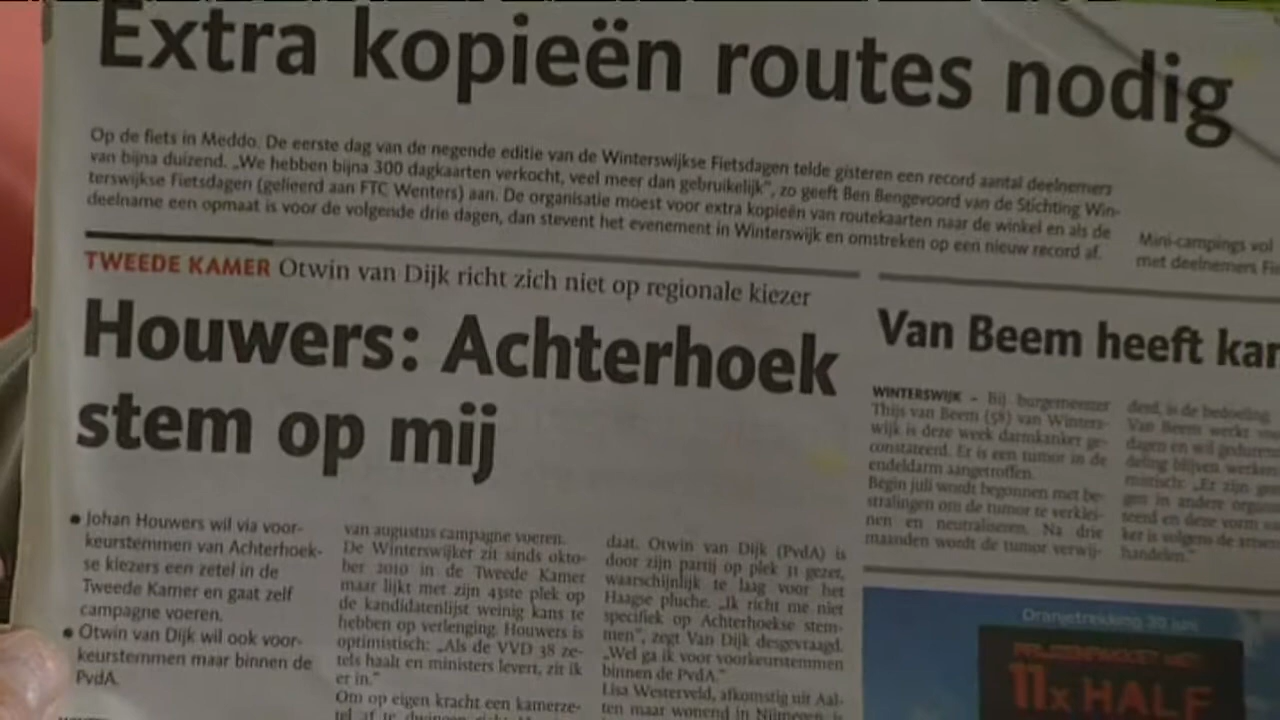 Extra kopieën routes nodig
Op de fiets in Meddo. De eerste dag van de negende editie van de Winterswijkse Fietsdagen telde gisteren een record aantal deelnemers
van bijna duizend. „We hebben bijna 300 dagkaarten verkocht, veel meer dan gebruikelijk”, zo geeft Ben Bengevoord van de Stichting Win-
terswijkse Fietsdagen (gelieerd aan FTC Wenters) aan. De organisatie moest voor extra kopieën van routekaarten naar de winkel en als de
deelname een opmaat is voor de volgende drie dagen, dan stevent het evenement in Winterswijk en omstreken op een nieuw record af.
Mini-campings vol
met deelnemers
TWEEDE KAMER Otwin van Dijk richt zich niet op regionale kiezer
Houwers: Achterhoek
stem op mij
• Johan Houwers wil via voor-
keurstemmen van Achterhoek-
se kiezers een zetel in de
Tweede Kamer en gaat zelf
campagne voeren.
• Otwin van Dijk wil ook voor-
keurstemmen maar binnen de
PvdA.
van augustus campagne voeren.
De Winterswijker zit sinds okto-
ber 2010 in de Tweede Kamer
maar lijkt met zijn 43ste plek op
de kandidatenlijst weinig kans te
hebben op verlenging. Houwers is
optimistisch: „Als de VVD 38 ze-
tels haalt en ministers levert, zit ik
er in.”
Om op eigen kracht een kamerze-
daat. Otwin van Dijk (PvdA) is
door zijn partij op plek 11 gezet,
waarschijnlijk te laag voor het
Haagse pluche. „Ik richt me niet
specifiek op Achterhoekse stem-
men”, zegt Van Dijk desgevraagd.
„Wel ga ik voor voorkeurstemmen
binnen de PvdA.”
Lisa Westerveld, afkomstig uit Aal-
ten maar wonend in Nijmegen, is
Van Beem heeft
WINTERSWIJK - Bij burgemeester
Thijs van Beem (58) van Winters-
wijk is deze week darmkanker ge-
constateerd. Er is een tumor in de
endeldarm aangetroffen.
Begin juli wordt begonnen met be-
stralingen om de tumor te verklei-
nen en neutraliseren. Na drie
maanden wordt de tumor verwij-
derd, is de bedoeling.
Van Beem werkt
dagen en wil
deling blijven werken
„Er zijn
gen in andere
seerd en deze vorm
ker is volgens de
handelen.”
Oranjetrekking 30 juni
11x HALF